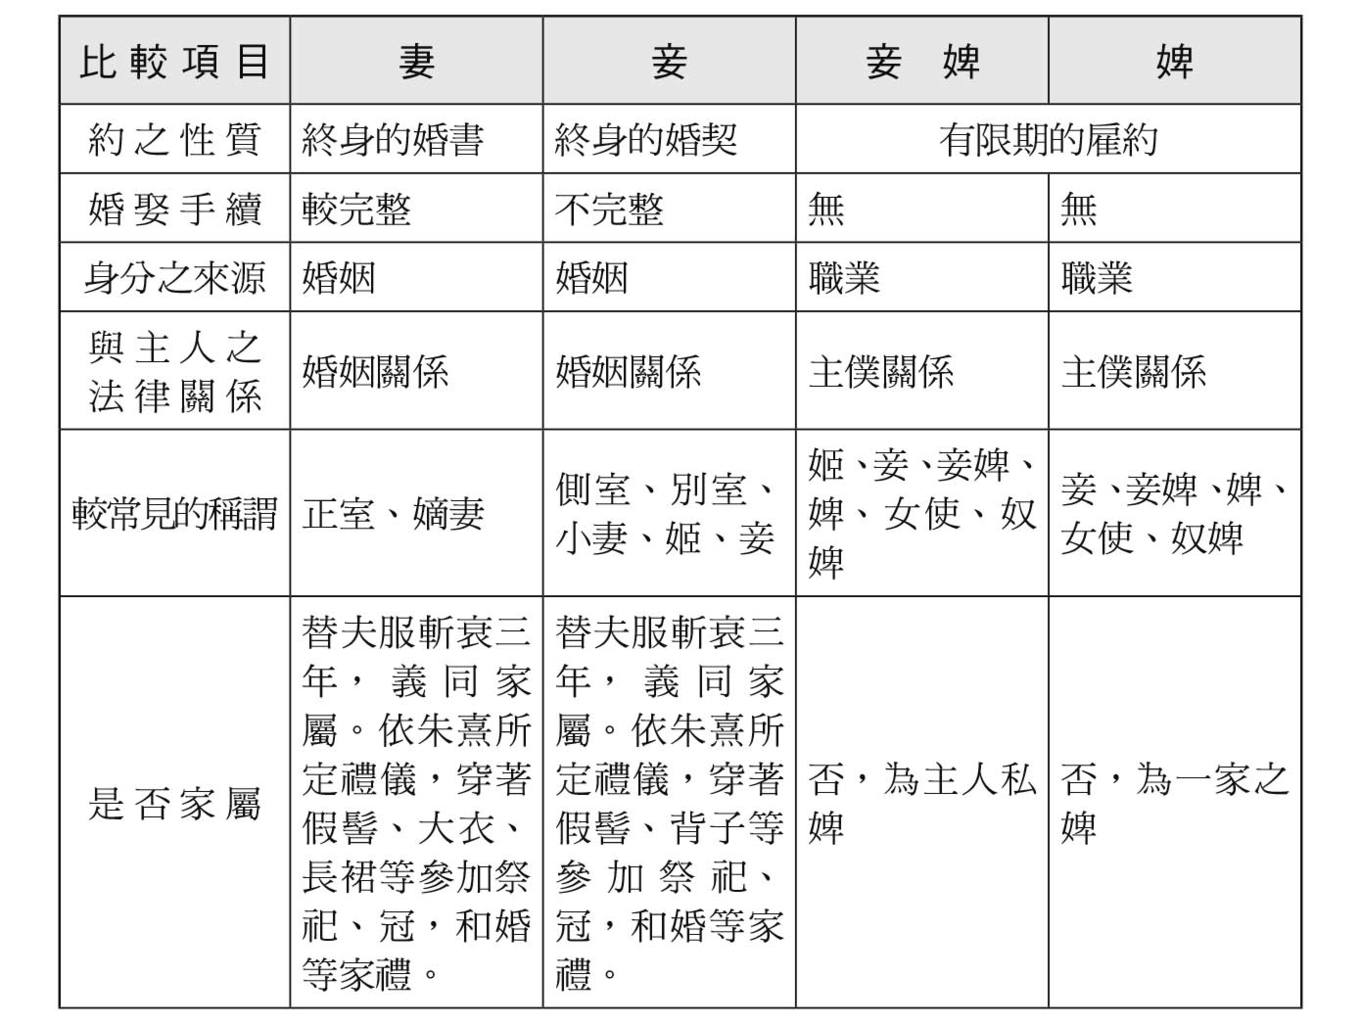 比較項目 妻 妾 妾婢 婢
約之性質 終身的婚書 終身的婚契 有限期的雇約
婚娶手續 較完整 不完整 無 無
身分之來源 婚姻 婚姻 職業 職業
與主人之
法律關係
婚姻關係 婚姻關係 主僕關係 主僕關係
較常見的稱謂
正室、嫡妻
側室、別室、
小妻、姬、妾
姬、妾、妾婢、
婢、女使、奴
婢
妾、妾婢、婢、
女使、奴婢
是否家屬
替夫服斬衰三
年，義同家
屬。依朱熹所
定禮儀，穿著
假髻、大衣、
長裙等參加祭
祀、冠，和婚
等家禮。
替夫服斬衰三
年，義同家
屬。依朱熹所
定禮儀，穿著
假髻、背子等
參加祭祀、
冠，和婚等家
禮。
否，為主人私
婢
否，為一家之
婢